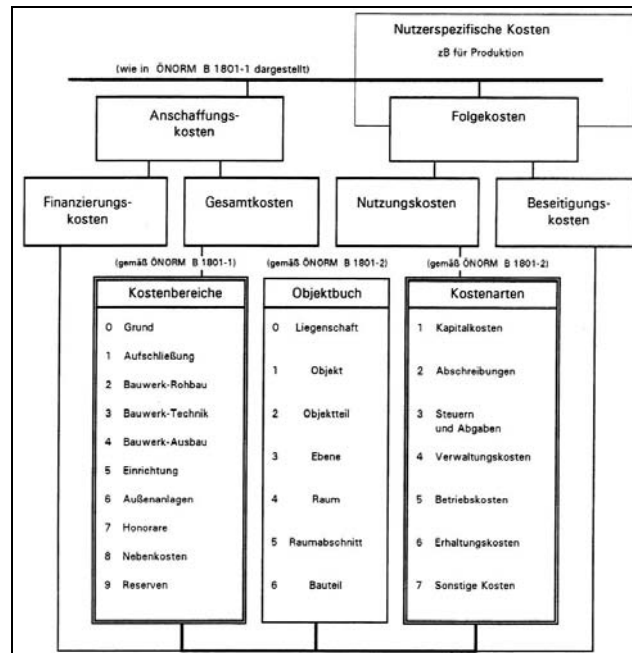 Nutzerspezifische Kosten
zB für Produktion
(wie in ÖNORM B 1801-1 dargestellt)
Anschaffungs-
kosten
Folgekosten
Finanzierungs-
kosten
Gesamtkosten
Nutzungskosten
Beseitigungs-
kosten
(gemäß ÖNORM B 1801-1)
(gemäß ÖNORM B 1801-2)
(gemäß ÖNORM B 1801-2)
Kostenbereiche
0 Grund
1 Aufschließung
2 Bauwerk-Rohbau
3 Bauwerk-Technik
4 Bauwerk-Ausbau
5 Einrichtung
6 Außenanlagen
7 Honorare
8 Nebenkosten
9 Reserven
Objektbuch
0 Liegenschaft
1 Objekt
2 Objektteil
3 Ebene
4 Raum
5 Raumabschnitt
6 Bauteil
Kostenarten
1 Kapitalkosten
2 Abschreibungen
3 Steuern
und Abgaben
4 Verwaltungskosten
5 Betriebskosten
6 Erhaltungskosten
7 Sonstige Kosten